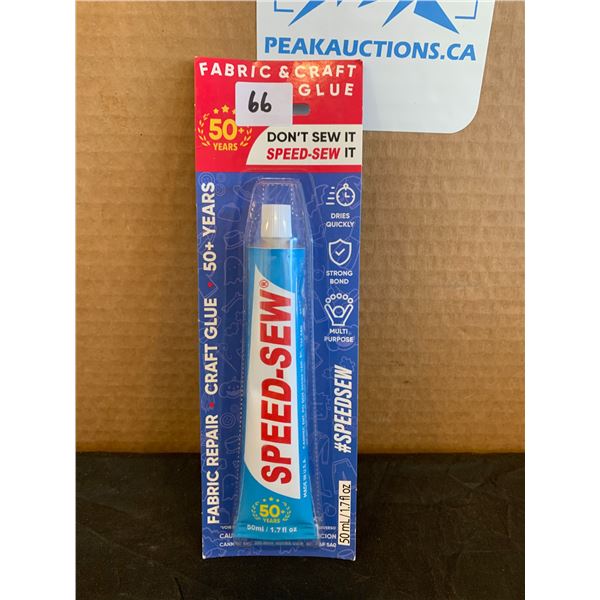 PEAKAUCTIONS.CA
FABRIC & CRAFT
GLUE
66
50+
YEARS
DON'T SEW IT
SPEED-SEW IT
FABRIC REPAIR • CRAFT GLUE • 50+ YEARS
DRIES
QUICKLY
STRONG
BOND
MULTI
PURPOSE
#SPEEDSEW
SPEED-SEW®
MADE IN U.S.A.
50+
YEARS
50ml / 1.7 fl oz
50 mL / 1.7 fl oz